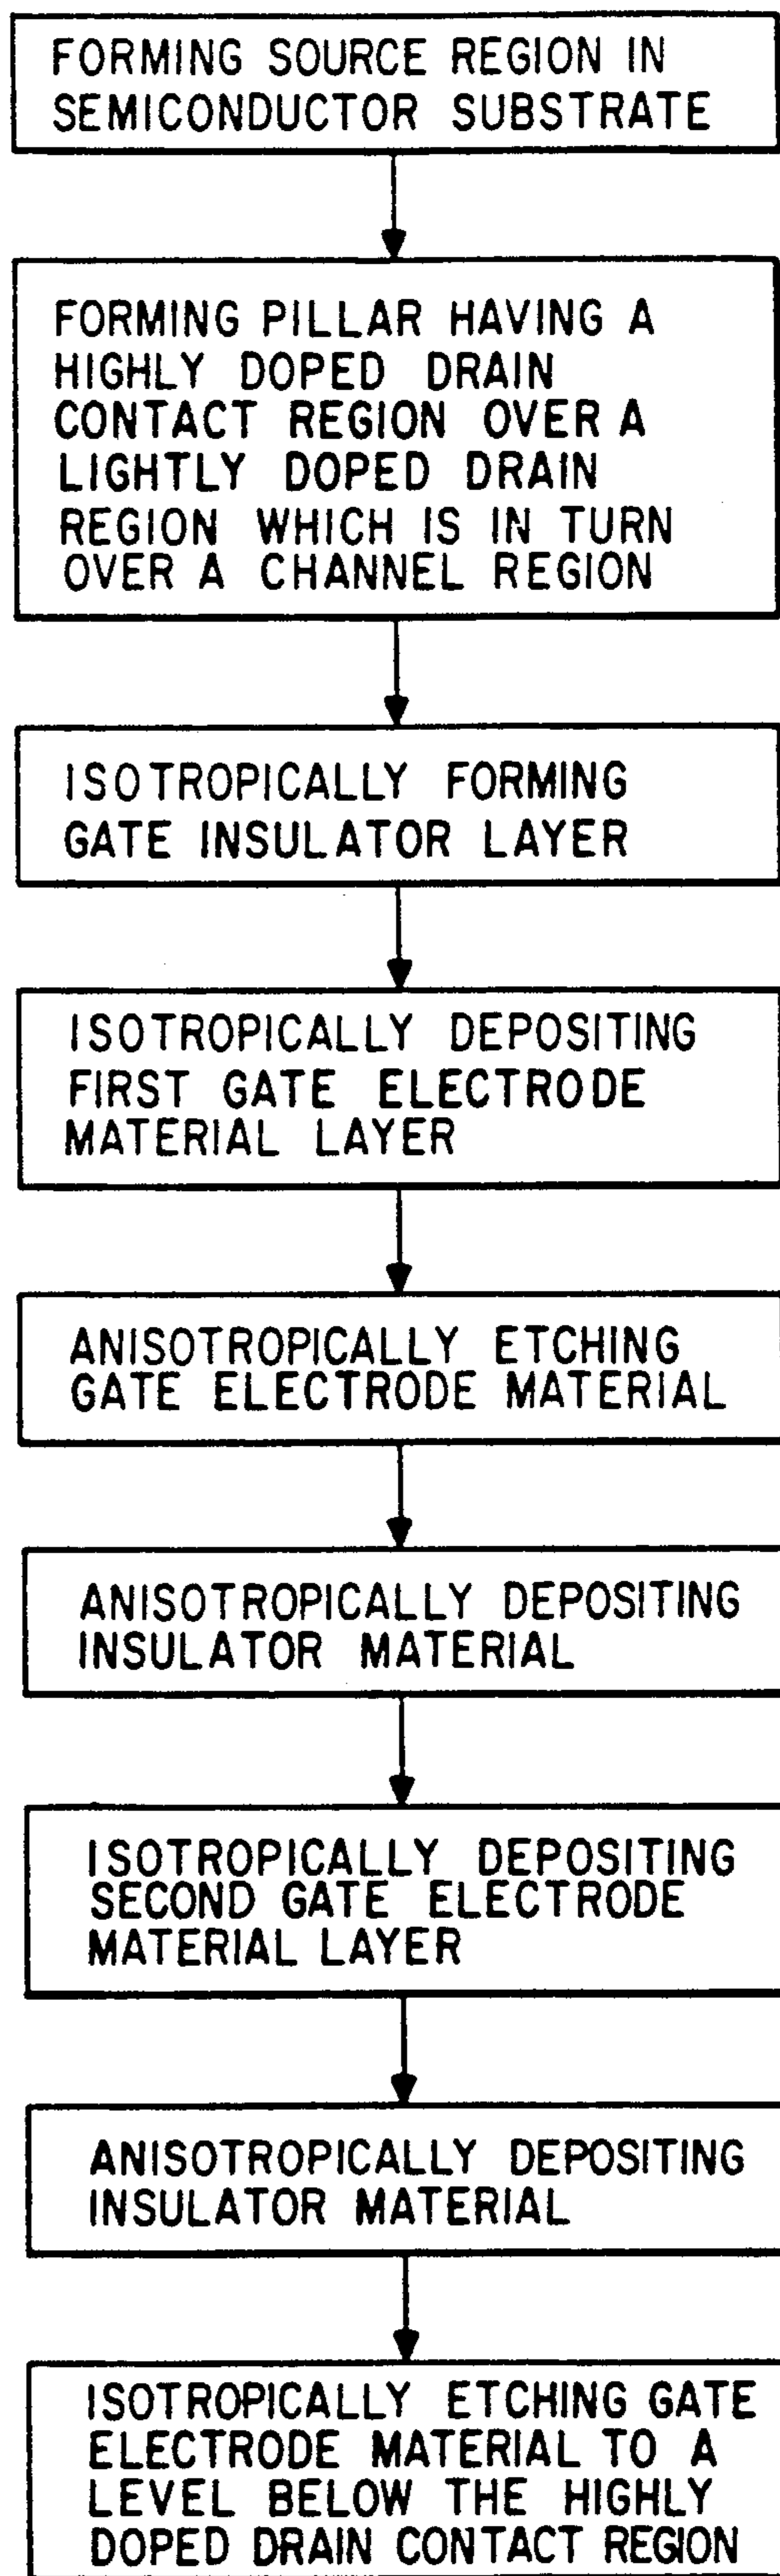 FORMING SOURCE REGION IN
SEMICONDUCTOR SUBSTRATE
FORMING PILLAR HAVING A
HIGHLY DOPED DRAIN
CONTACT REGION OVER A
LIGHTLY DOPED DRAIN
REGION WHICH IS IN TURN
OVER A CHANNEL REGION
ISOTROPICALLY FORMING
GATE INSULATOR LAYER
ISOTROPICALLY DEPOSITING
FIRST GATE ELECTRODE
MATERIAL LAYER
ANISOTROPICALLY ETCHING
GATE ELECTRODE MATERIAL
ANISOTROPICALLY DEPOSITING
INSULATOR MATERIAL
ISOTROPICALLY DEPOSITING
SECOND GATE ELECTRODE
MATERIAL LAYER
ANISOTROPICALLY DEPOSITING
INSULATOR MATERIAL
ISOTROPICALLY ETCHING GATE
ELECTRODE MATERIAL TO A
LEVEL BELOW THE HIGHLY
DOPED DRAIN CONTACT REGION